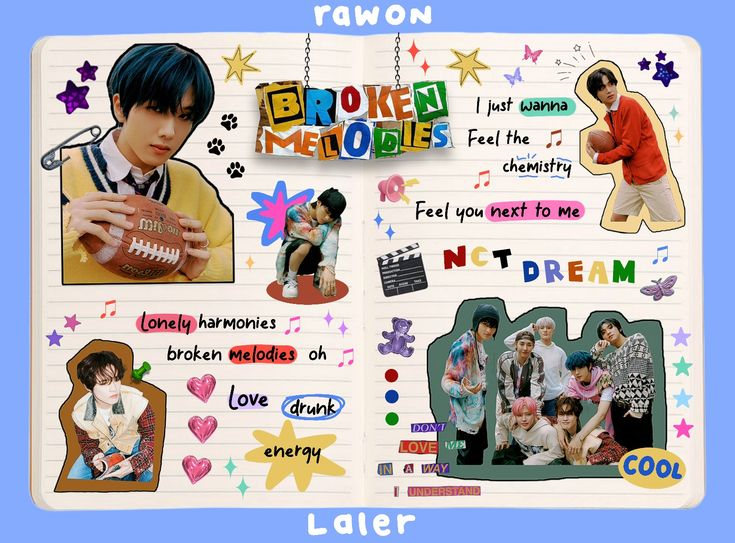 rawon
BROKEN
MELODIES
I just wanna
Feel the
chemistry
Feel you next to me
NCT DREAM
Lonely harmonies
broken melodies oh
Love drunk
energy
DON'T
LOVE ME
IN A WAY
I UNDERSTAND
COOL
Laler